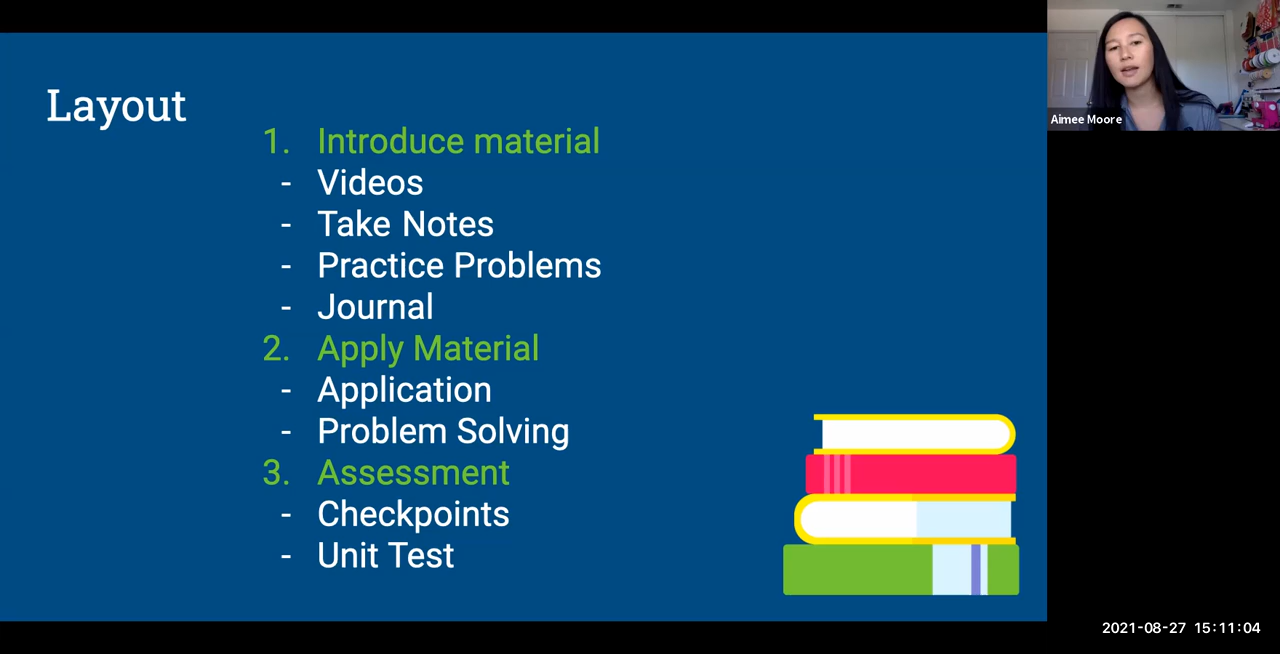 Layout
1. Introduce material
- Videos
- Take Notes
- Practice Problems
- Journal
2. Apply Material
- Application
- Problem Solving
3. Assessment
- Checkpoints
- Unit Test
Aimee Moore
2021-08-27 15:11:04